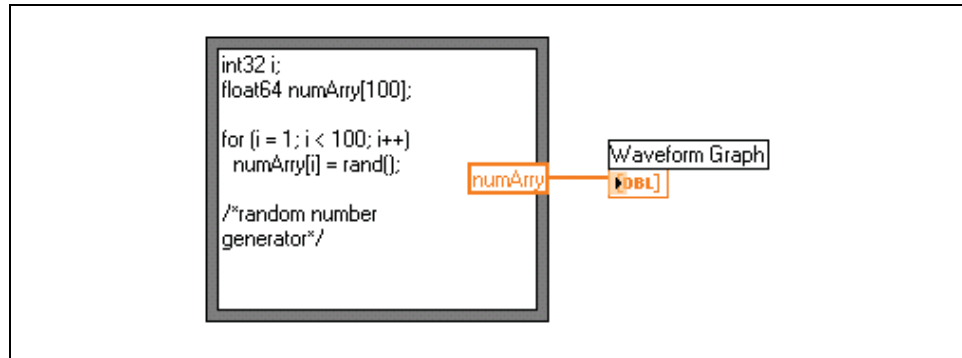 int32 i;
float64 numArry[100];
for (i = 1; i < 100; i++)
numArry[i] = rand();
/*random number
generator*/
numArry
Waveform Graph
[DBL]